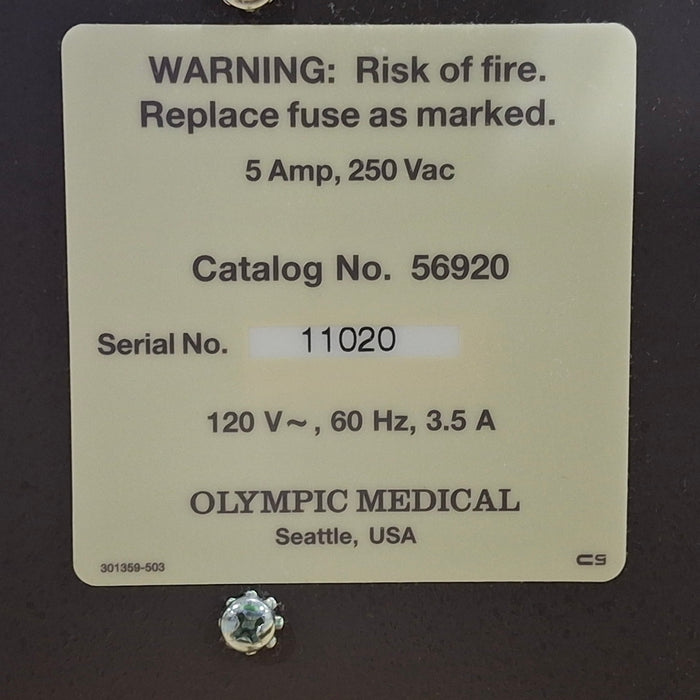 WARNING: Risk of fire.
Replace fuse as marked.
5 Amp, 250 Vac
Catalog No. 56920
Serial No. 11020
120 V~, 60 Hz, 3.5 A
OLYMPIC MEDICAL
Seattle, USA
301359-503